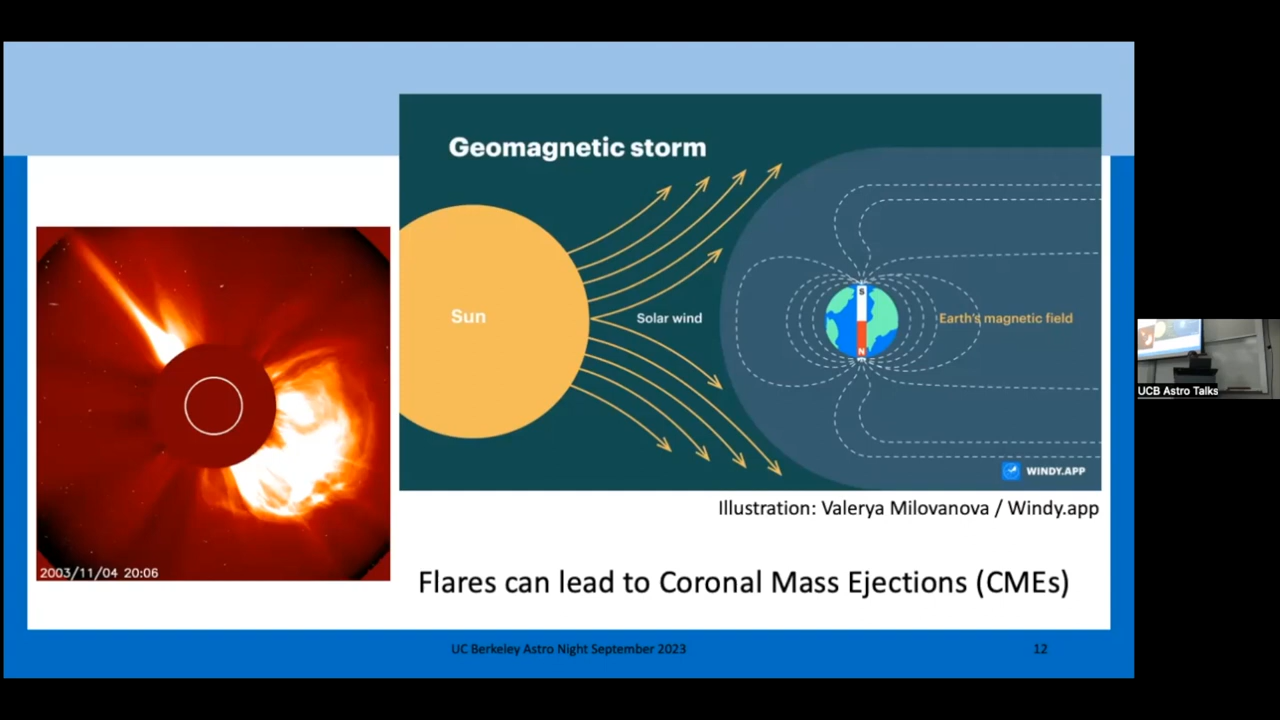 Geomagnetic storm
Sun
Solar wind
S
N
Earth's magnetic field
WINDY.APP
2003/11/04 20:06
Illustration: Valerya Milovanova / Windy.app
Flares can lead to Coronal Mass Ejections (CMEs)
UC Berkeley Astro Night September 2023
12
UCB Astro Talks